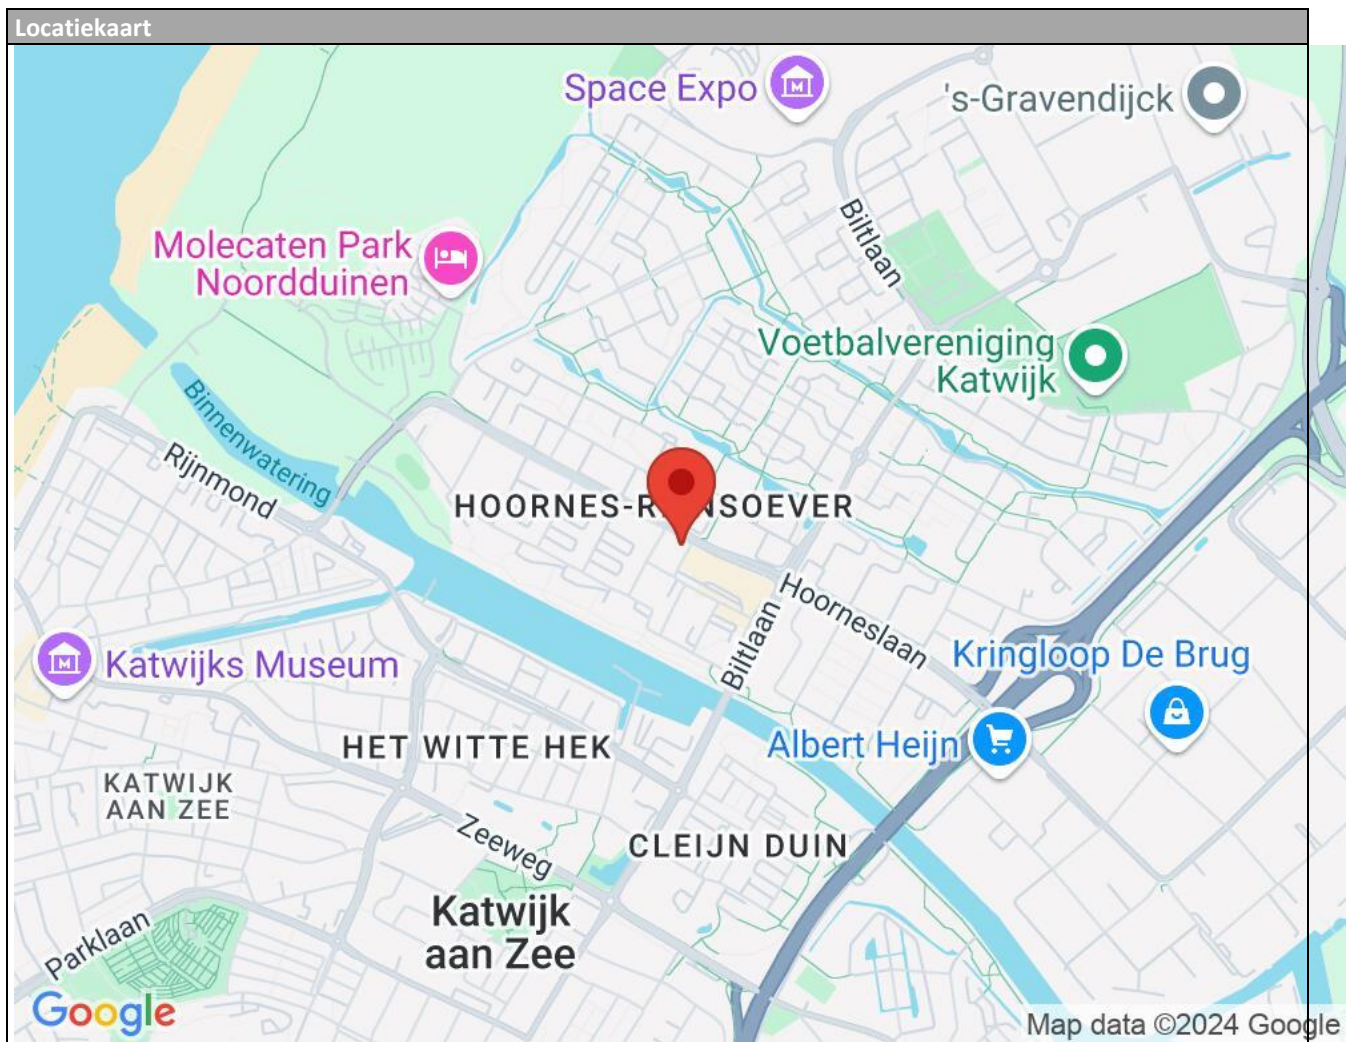 Locatiekaart
Space Expo
's-Gravendijck
Biltlaan
Molecaten Park
Noordduinen
Voetbalvereniging
Katwijk
Binnenwatering
Rijnmond
HOORNES-R NSOEVER
Hoorneslaan
Biltlaan
Kringloop De Brug
Katwijks Museum
HET WITTE HEK
Albert Heijn
KATWIJK
AAN ZEE
Zeeweg
CLEIJN DUIN
Katwijk
aan Zee
Parklaan
Google
Map data ©2024 Google